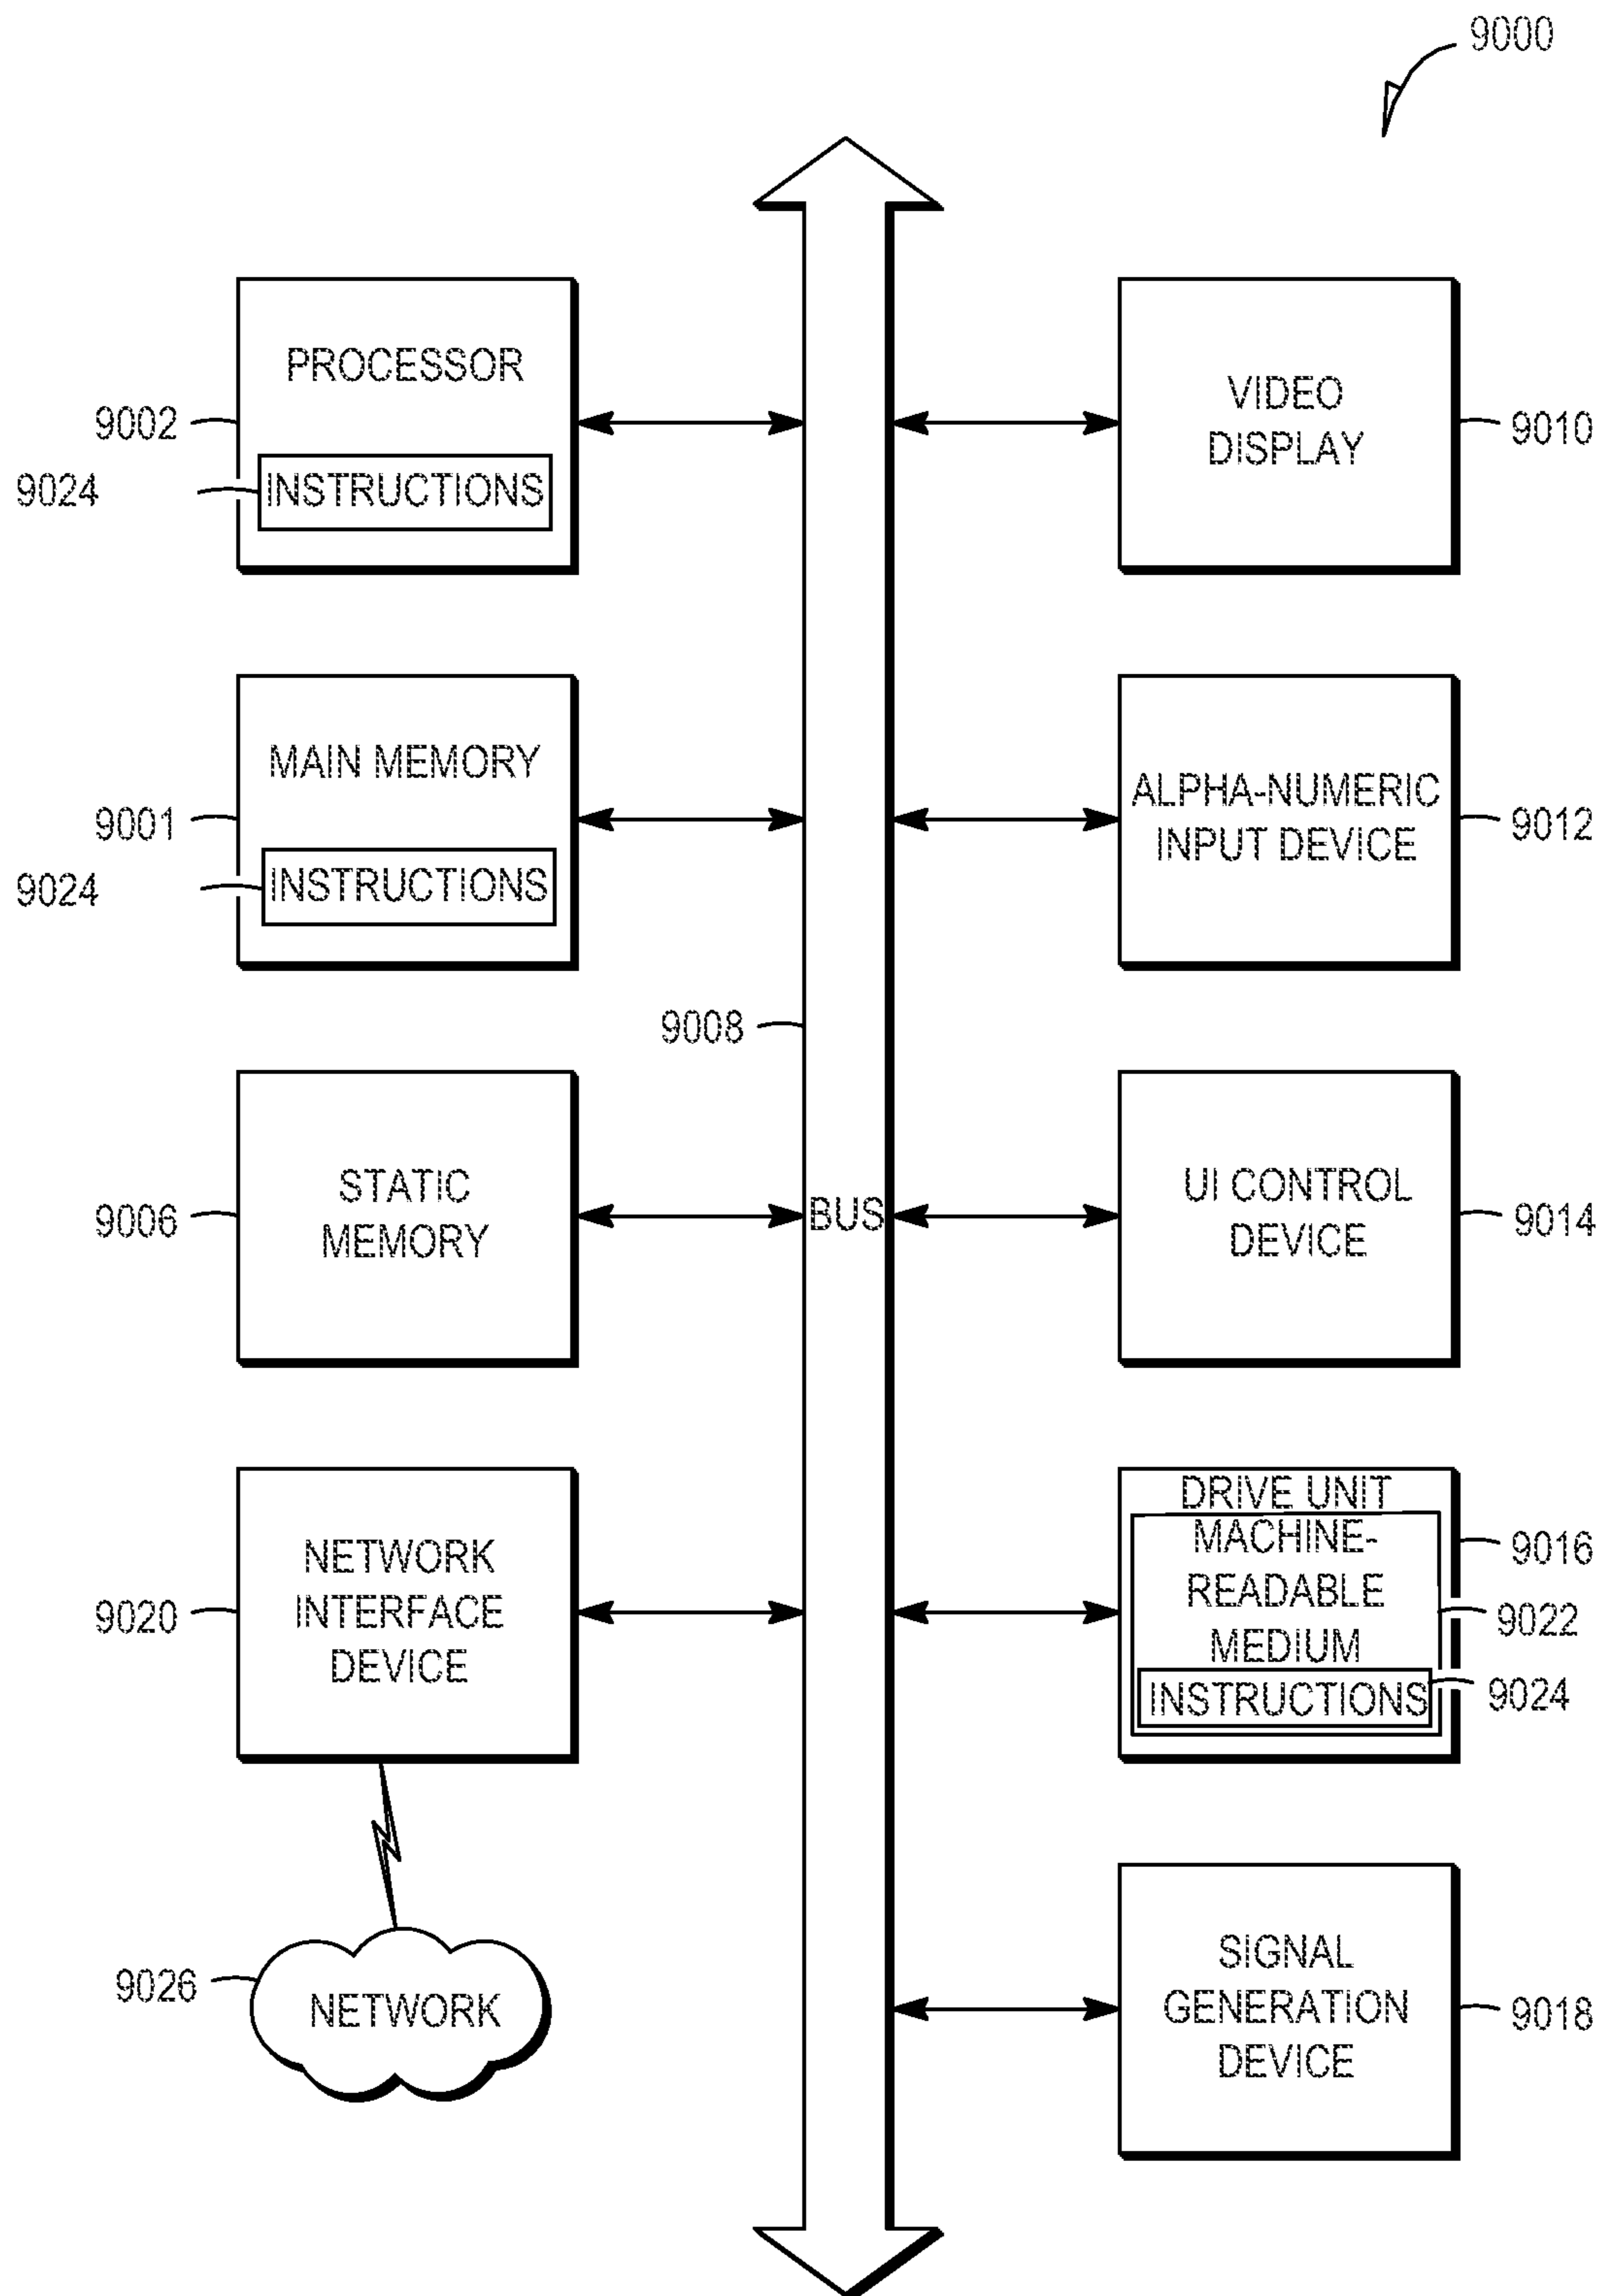 9000
PROCESSOR
9002
9024
INSTRUCTIONS
VIDEO
DISPLAY
9010
MAIN MEMORY
9001
9024
INSTRUCTIONS
ALPHA-NUMERIC
INPUT DEVICE
9012
9008
BUS
STATIC
MEMORY
9006
UI CONTROL
DEVICE
9014
NETWORK
INTERFACE
DEVICE
9020
DRIVE UNIT
MACHINE-
READABLE
MEDIUM
INSTRUCTIONS
9016
9022
9024
9026
NETWORK
SIGNAL
GENERATION
DEVICE
9018